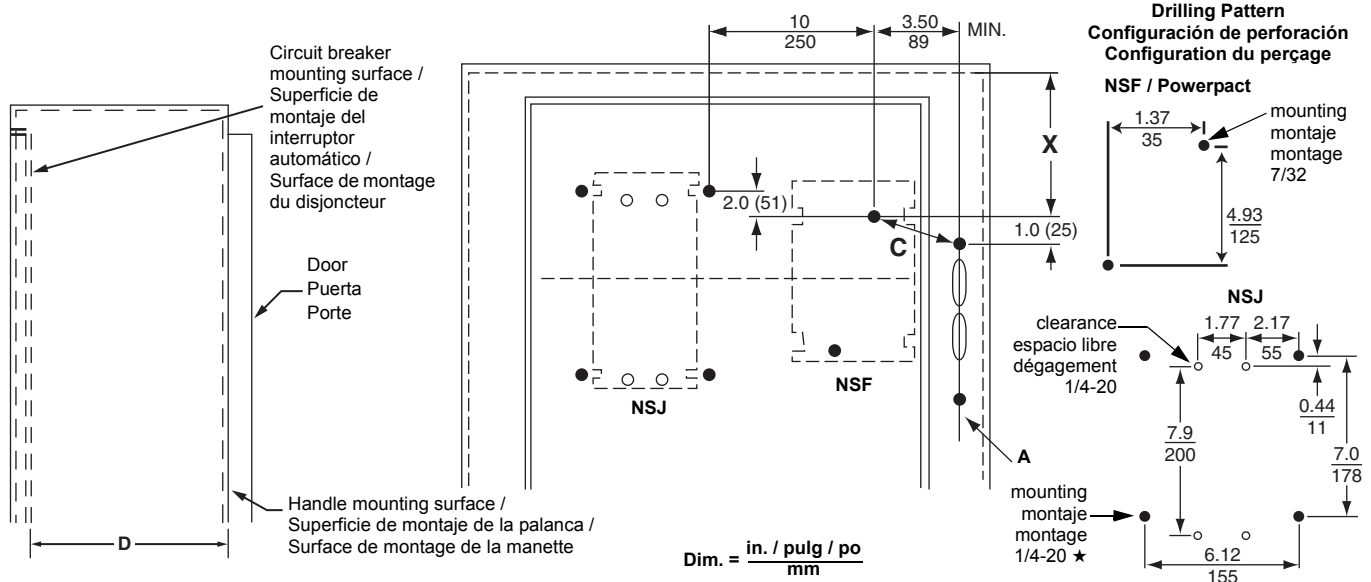 Drilling Pattern
Configuración de perforación
Configuration du perçage
10
250
3.50
89
MIN.
Circuit breaker
mounting surface /
Superficie de
montaje del
interruptor
automático /
Surface de montage
du disjoncteur
NSF / Powerpact
1.37
35
mounting
montaje
montage
7/32
X
2.0 (51)
1.0 (25)
C
4.93
125
Door
Puerta
Porte
NSJ
NSF
A
NSJ
clearance
espacio libre
dégagement
1/4-20
1.77
45
2.17
55
0.44
11
7.9
200
7.0
178
mounting
montaje
montage
1/4-20 ★
6.12
155
D
Handle mounting surface /
Superficie de montaje de la palanca /
Surface de montage de la manette
Dim. = in. / pulg / po
mm